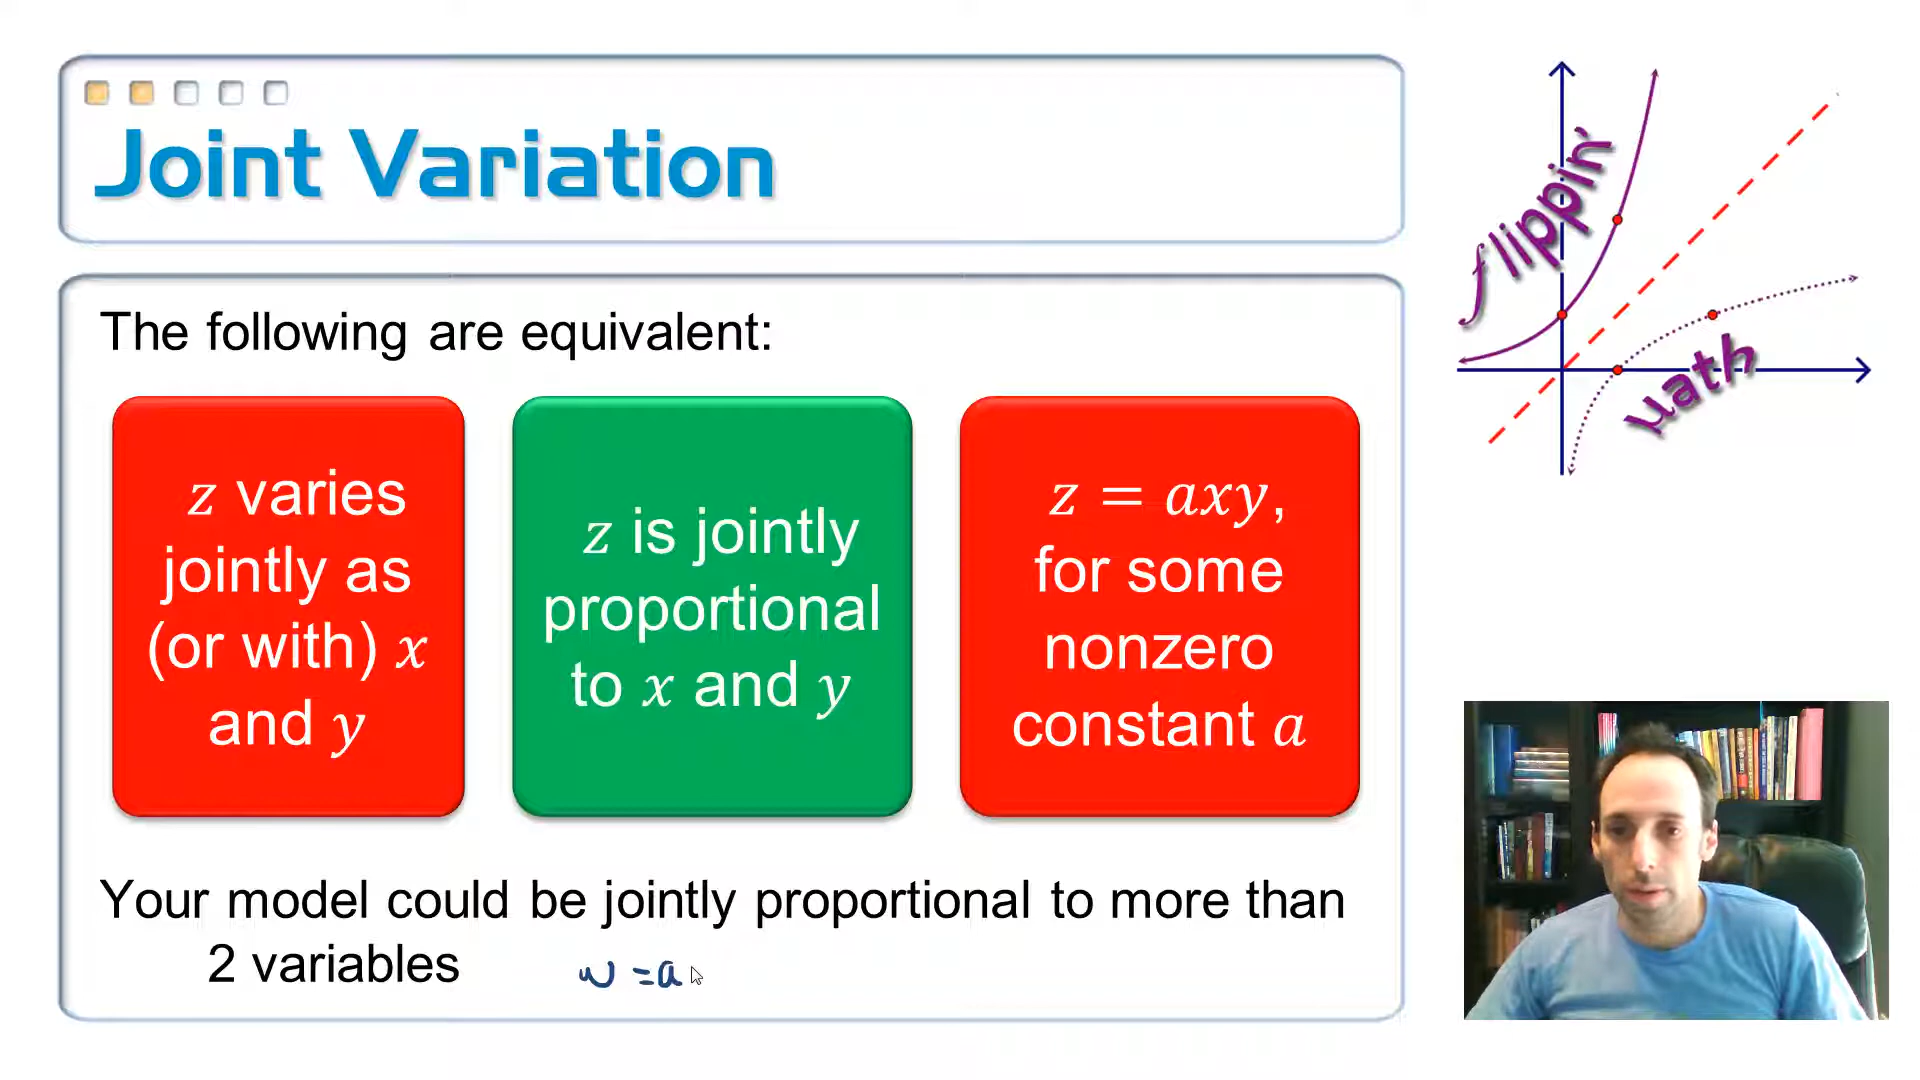 Joint Variation
flippin'
math
The following are equivalent:
z varies
jointly as
(or with) x
and y
z is jointly
proportional
to x and y
z = axy,
for some
nonzero
constant a
Your model could be jointly proportional to more than
2 variables
w = a